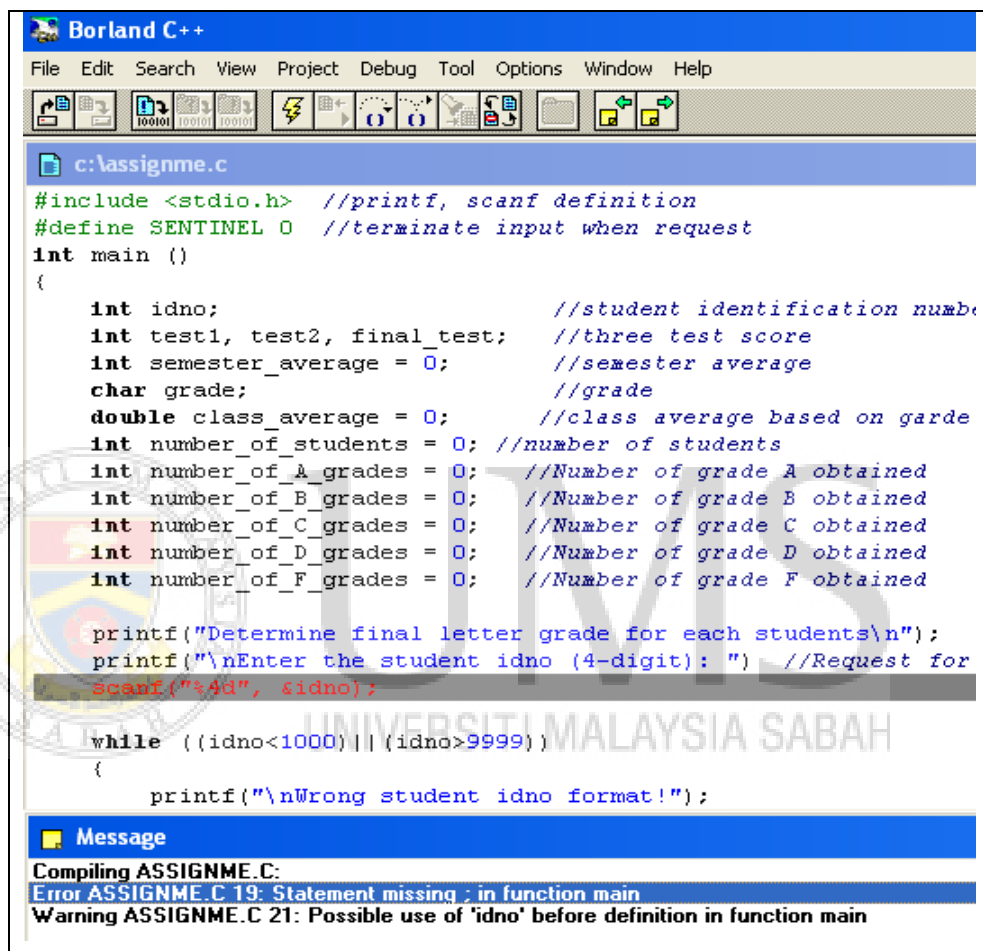 Borland C++
File Edit Search View Project Debug Tool Options Window Help
c:\assignme.c
#include <stdio.h> //printf, scanf definition
#define SENTINEL 0 //terminate input when request
int main ()
{
int idno; //student identification numbe
int test1, test2, final_test; //three test score
int semester_average = 0; //semester average
char grade; //grade
double class_average = 0; //class average based on garde
int number_of_students = 0; //number of students
int number_of_A_grades = 0; //Number of grade A obtained
int number_of_B_grades = 0; //Number of grade B obtained
int number_of_C_grades = 0; //Number of grade C obtained
int number_of_D_grades = 0; //Number of grade D obtained
int number_of_F_grades = 0; //Number of grade F obtained
UMS
printf("Determine final letter grade for each students\n");
printf("\nEnter the student idno (4-digit): ") //Request for
scanf("%4d", &idno);
UNIVERSITI MALAYSIA SABAH
while ((idno<1000)||(idno>9999))
{
printf("\nWrong student idno format!");
Message
Compiling ASSIGNME.C:
Error ASSIGNME.C 19: Statement missing ; in function main
Warning ASSIGNME.C 21: Possible use of 'idno' before definition in function main